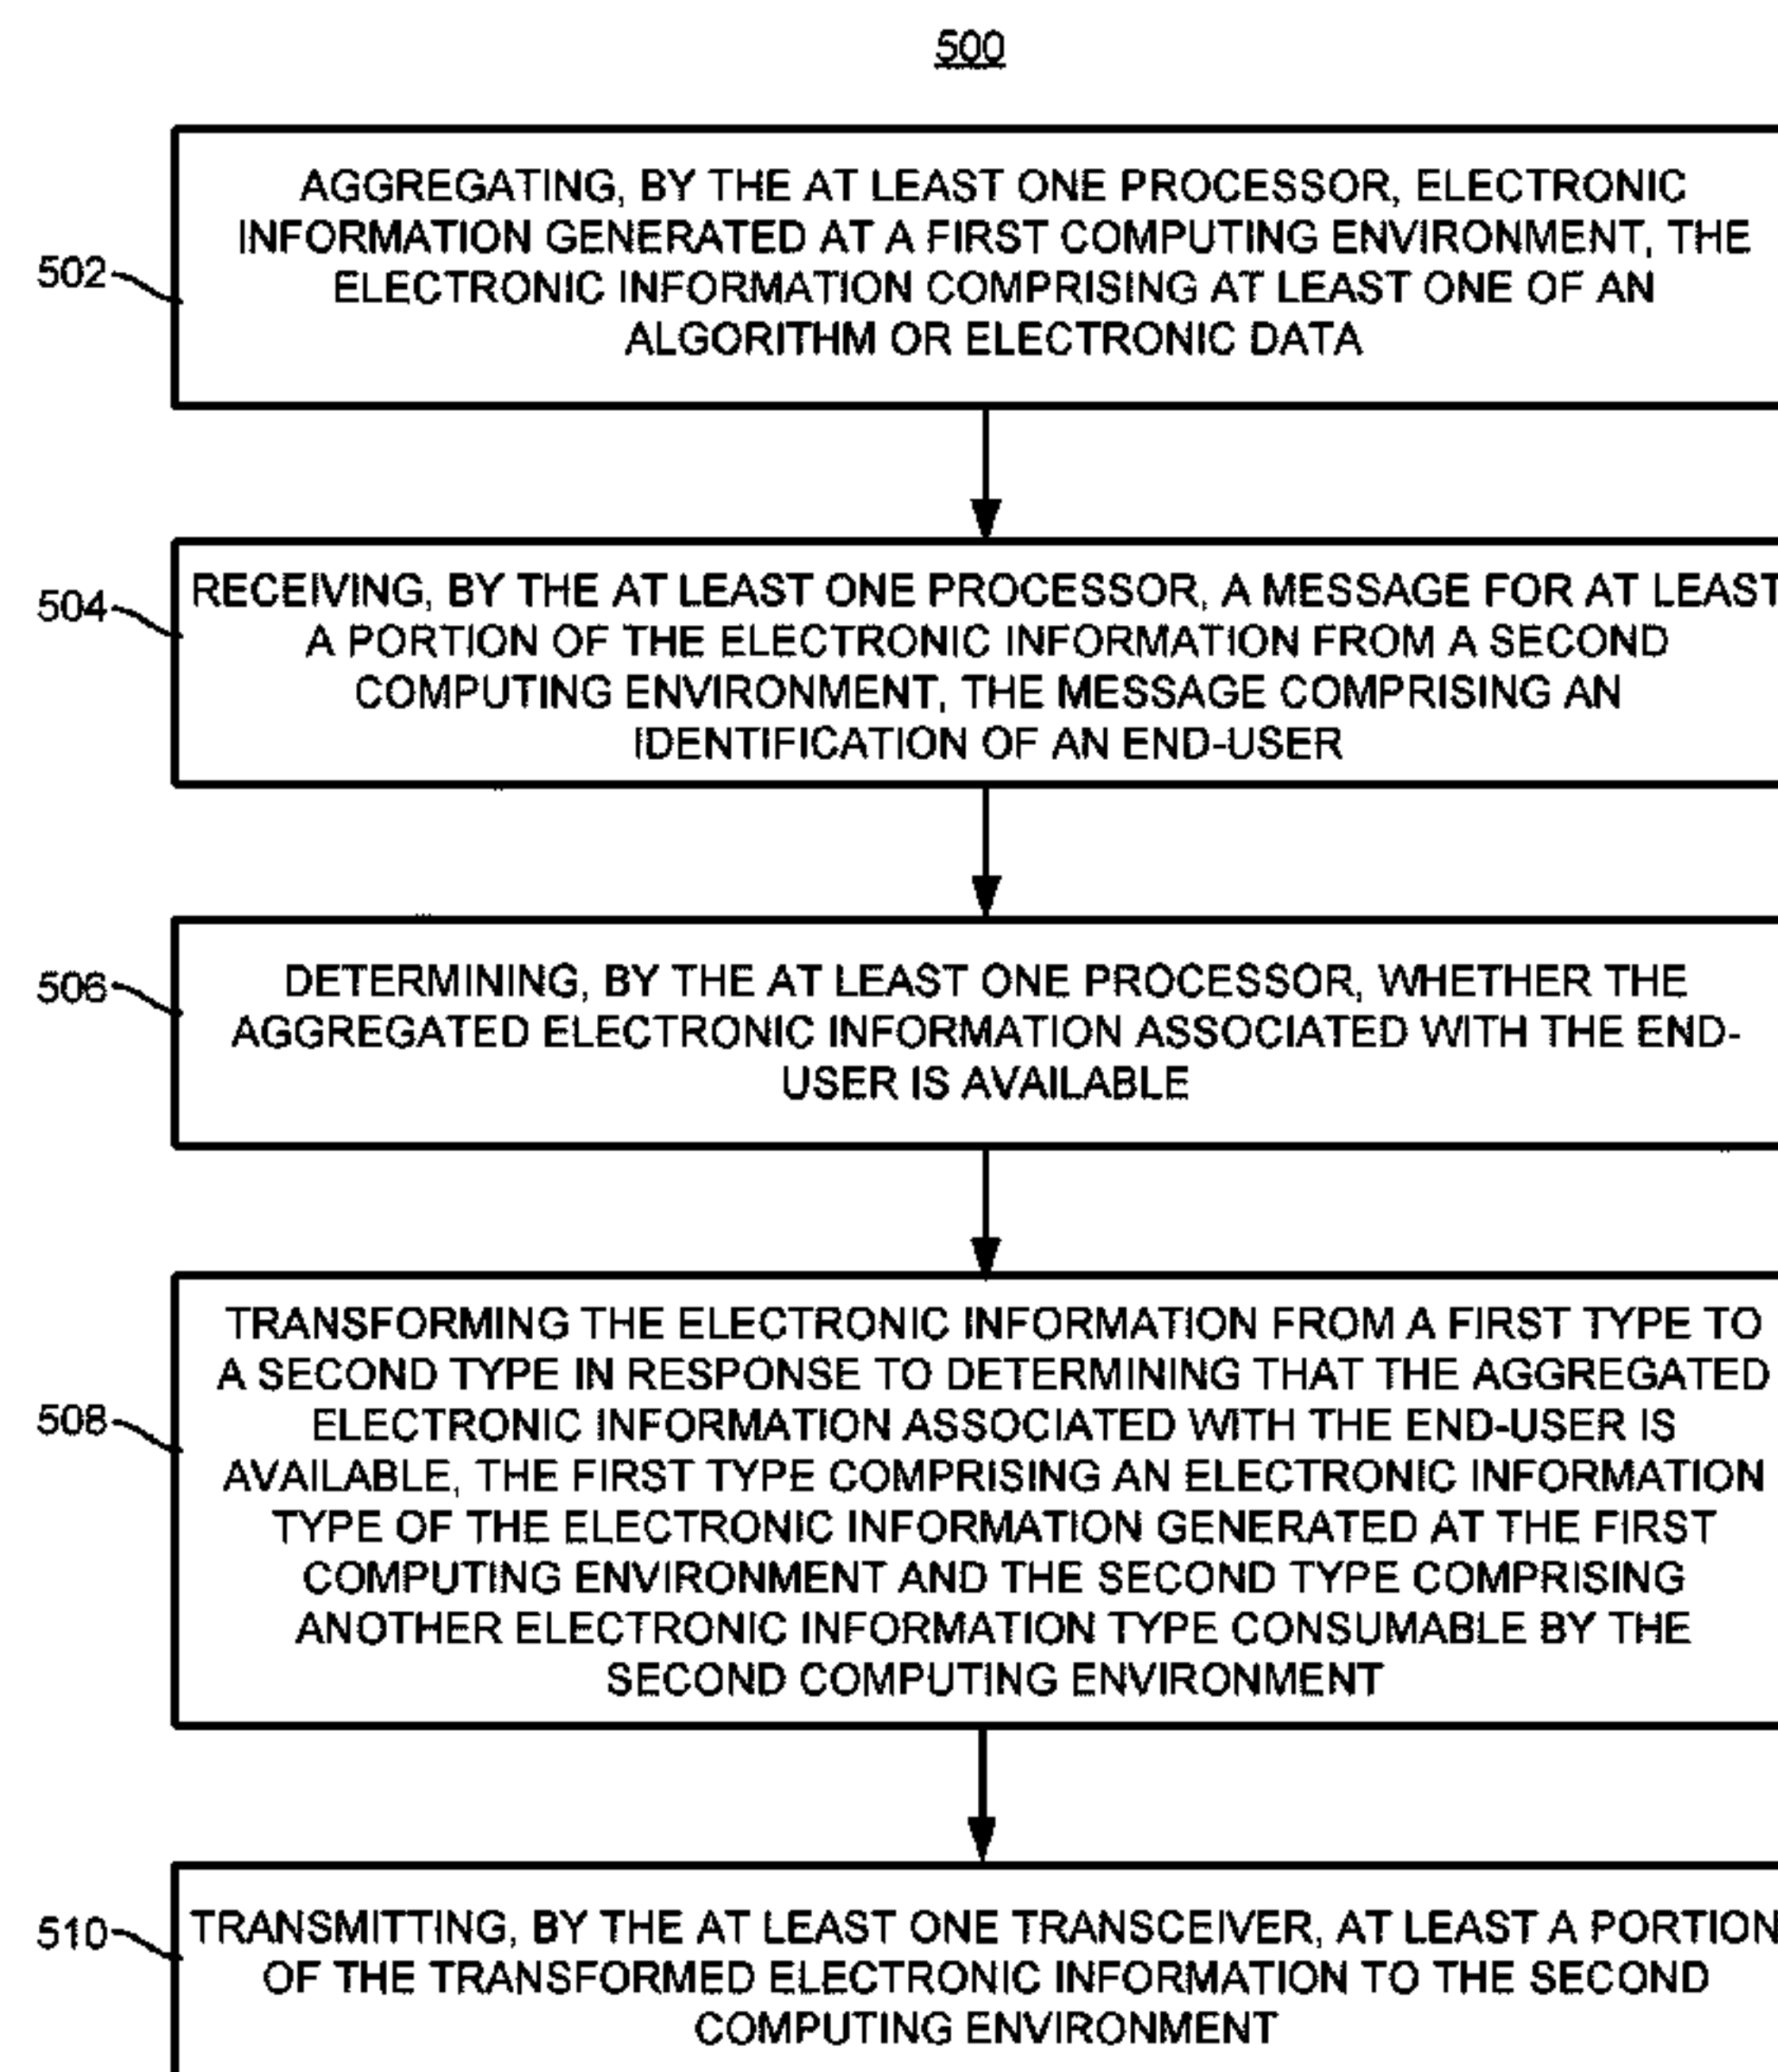 500
502
AGGREGATING, BY THE AT LEAST ONE PROCESSOR, ELECTRONIC
INFORMATION GENERATED AT A FIRST COMPUTING ENVIRONMENT, THE
ELECTRONIC INFORMATION COMPRISING AT LEAST ONE OF AN
ALGORITHM OR ELECTRONIC DATA
504
RECEIVING, BY THE AT LEAST ONE PROCESSOR, A MESSAGE FOR AT LEAST
A PORTION OF THE ELECTRONIC INFORMATION FROM A SECOND
COMPUTING ENVIRONMENT, THE MESSAGE COMPRISING AN
IDENTIFICATION OF AN END-USER
506
DETERMINING, BY THE AT LEAST ONE PROCESSOR, WHETHER THE
AGGREGATED ELECTRONIC INFORMATION ASSOCIATED WITH THE END-
USER IS AVAILABLE
508
TRANSFORMING THE ELECTRONIC INFORMATION FROM A FIRST TYPE TO
A SECOND TYPE IN RESPONSE TO DETERMINING THAT THE AGGREGATED
ELECTRONIC INFORMATION ASSOCIATED WITH THE END-USER IS
AVAILABLE, THE FIRST TYPE COMPRISING AN ELECTRONIC INFORMATION
TYPE OF THE ELECTRONIC INFORMATION GENERATED AT THE FIRST
COMPUTING ENVIRONMENT AND THE SECOND TYPE COMPRISING
ANOTHER ELECTRONIC INFORMATION TYPE CONSUMABLE BY THE
SECOND COMPUTING ENVIRONMENT
510
TRANSMITTING, BY THE AT LEAST ONE TRANSCEIVER, AT LEAST A PORTION
OF THE TRANSFORMED ELECTRONIC INFORMATION TO THE SECOND
COMPUTING ENVIRONMENT